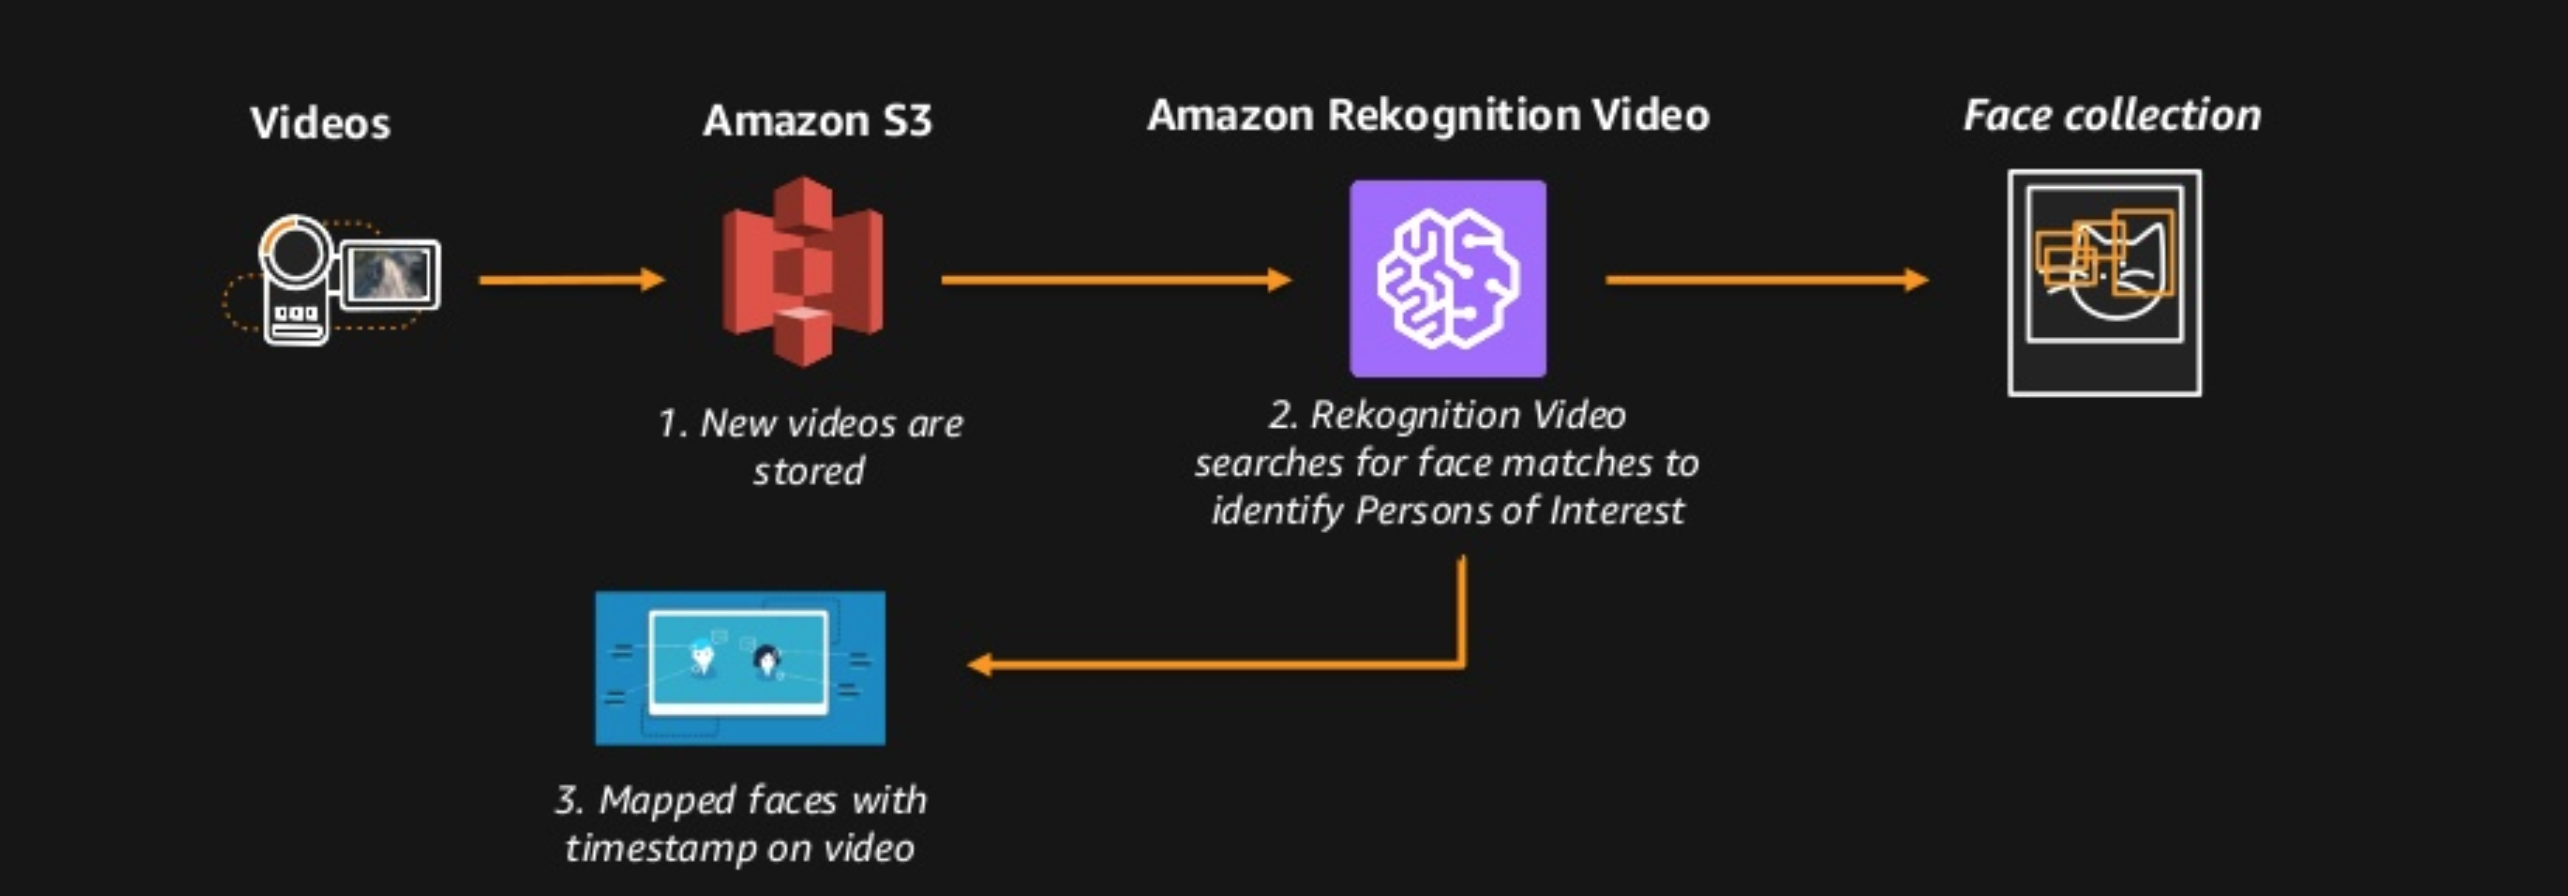 Videos
Amazon S3
Amazon Rekognition Video
Face collection
1. New videos are
stored
2. Rekognition Video
searches for face matches to
identify Persons of Interest
3. Mapped faces with
timestamp on video